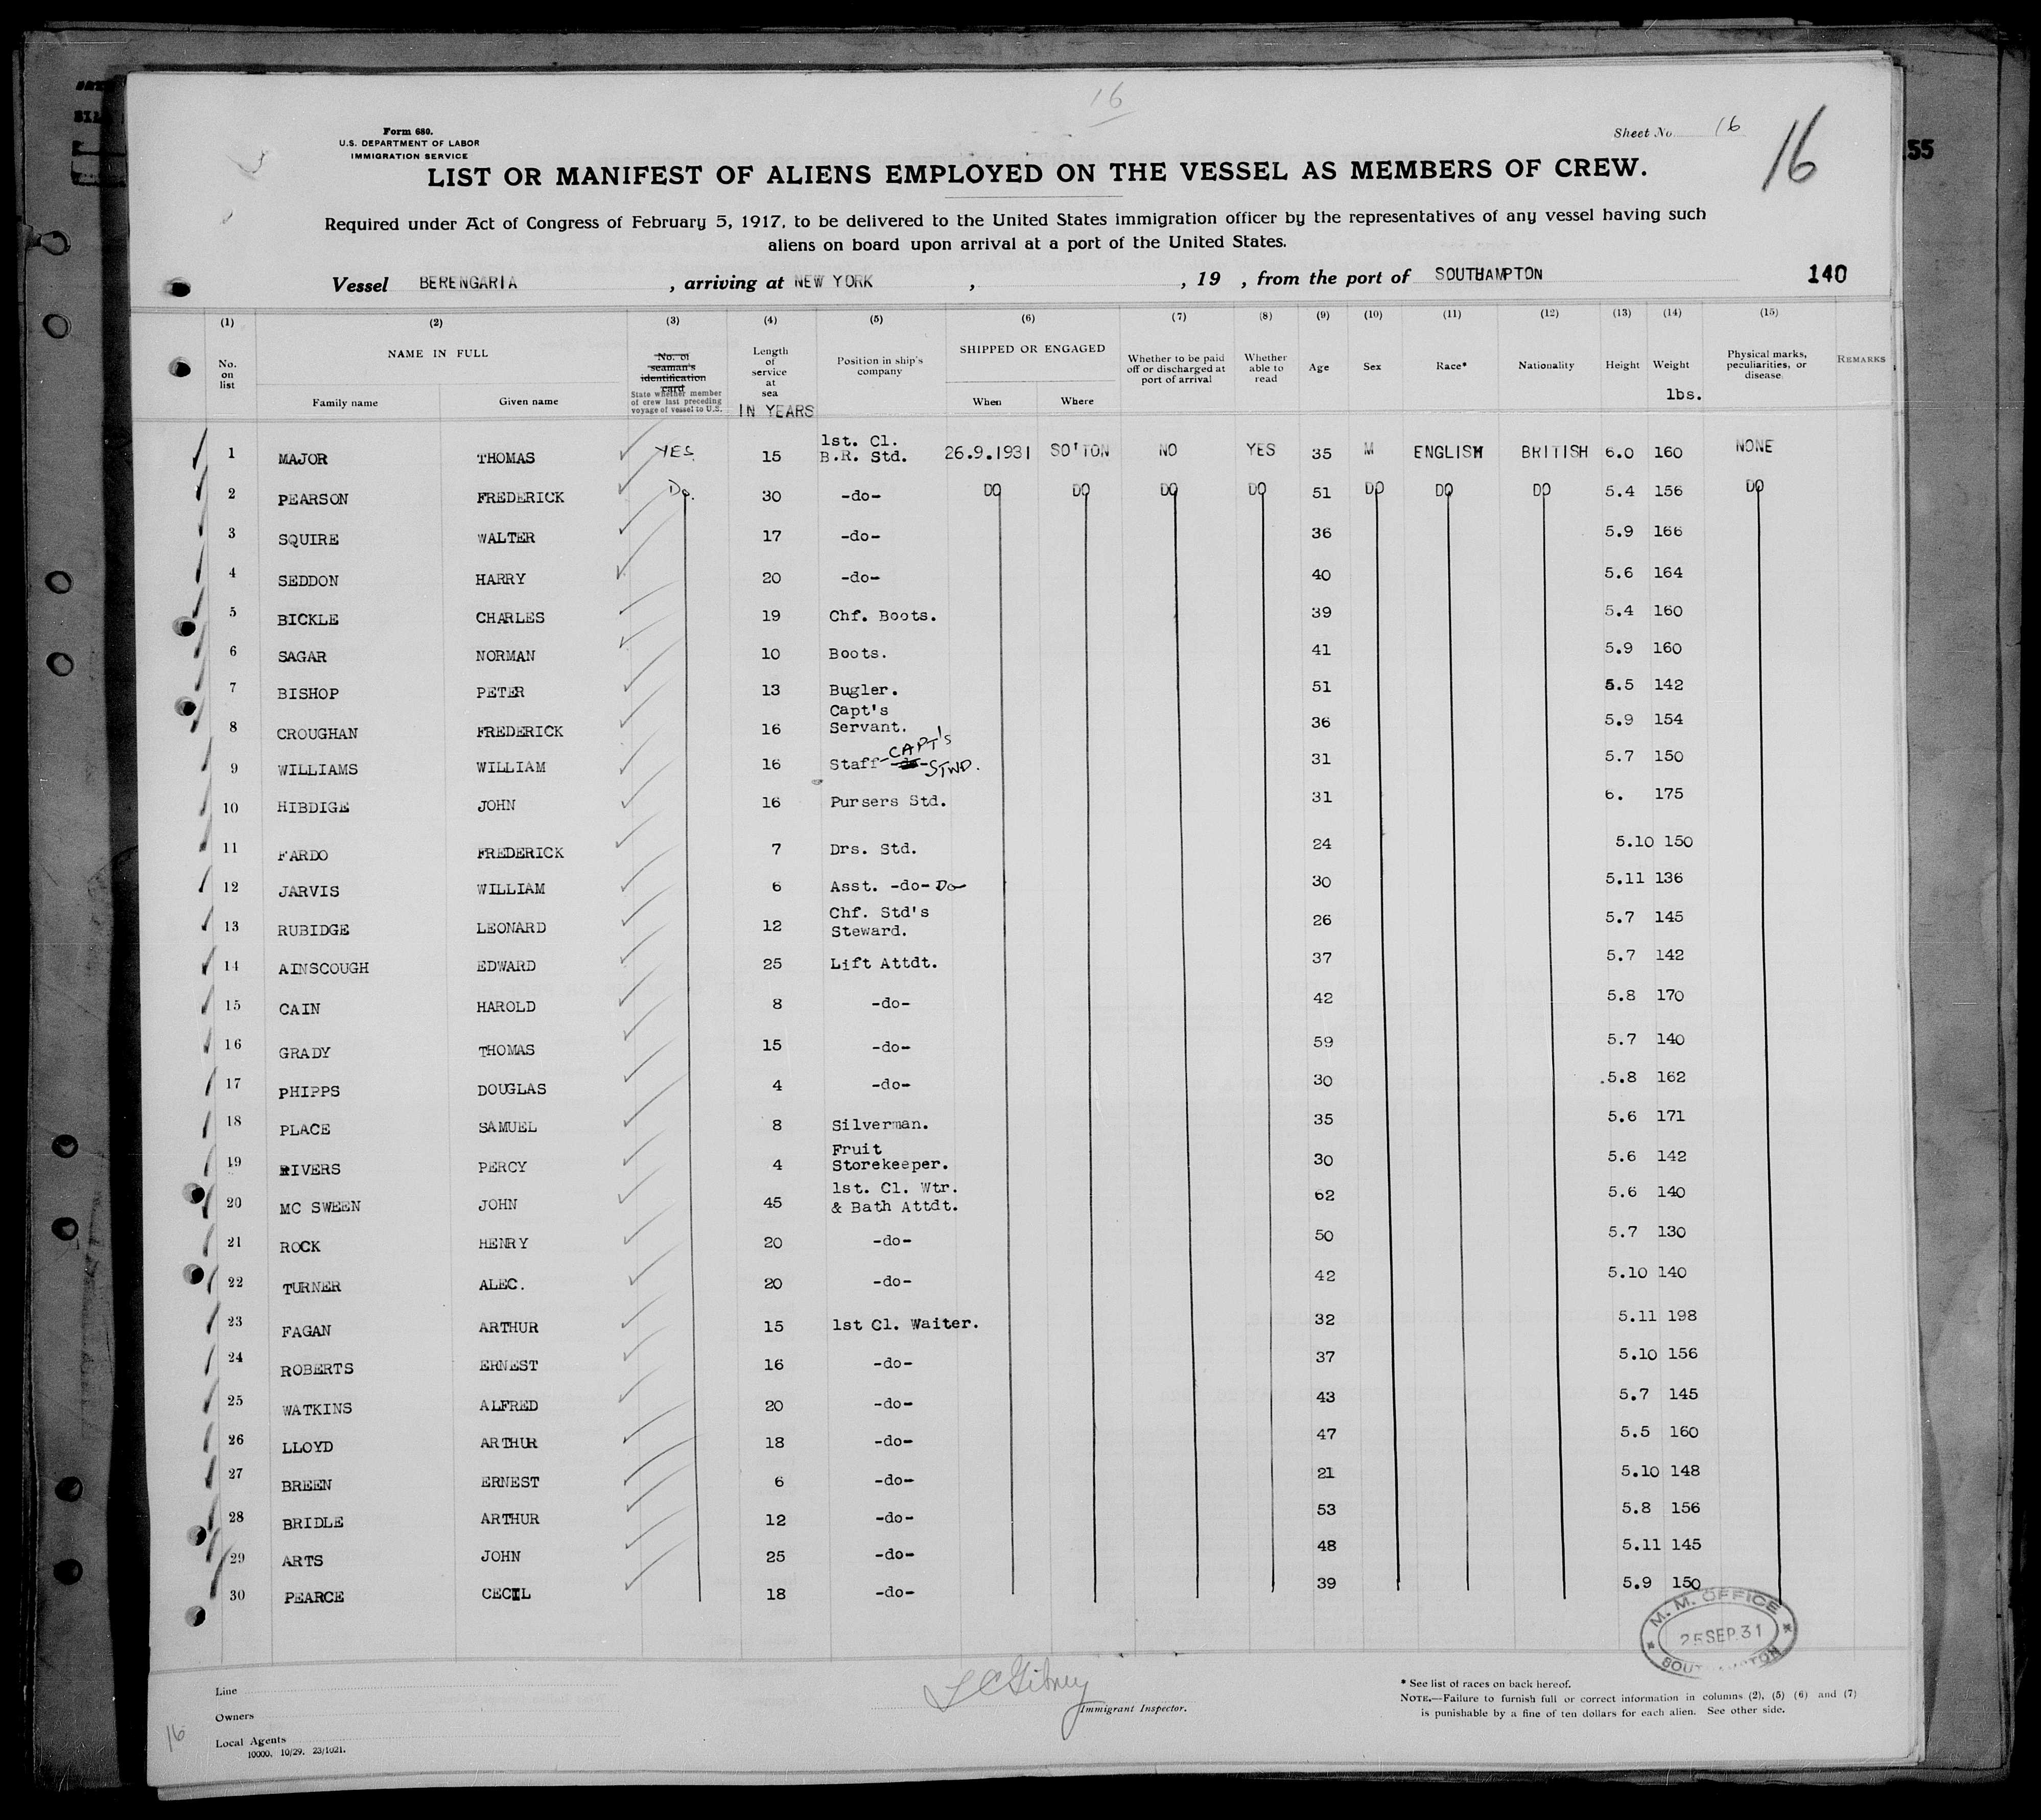 16
Form 680.
U.S. DEPARTMENT OF LABOR
IMMIGRATION SERVICE
Sheet No. 16
16
55
LIST OR MANIFEST OF ALIENS EMPLOYED ON THE VESSEL AS MEMBERS OF CREW.
Required under Act of Congress of February 5, 1917, to be delivered to the United States immigration officer by the representatives of any vessel having such
aliens on board upon arrival at a port of the United States.
Vessel BERENGARIA , arriving at NEW YORK , , 19 , from the port of SOUTHAMPTON 140
(1) (2) (3) (4) (5) (6) (7) (8) (9) (10) (11) (12) (13) (14) (15)
No. on list NAME IN FULL Family name Given name No. of seaman's identification card State whether member of crew last preceding voyage of vessel to U.S. Length of service at sea IN YEARS Position in ship's company SHIPPED OR ENGAGED When Where Whether to be paid off or discharged at port of arrival Whether able to read Age Sex Race* Nationality Height Weight lbs. Physical marks, peculiarities, or disease REMARKS
1 MAJOR THOMAS YES 15 1st. Cl. B.R. Std. 26.9.1931 SO'TON NO YES 35 M ENGLISH BRITISH 6.0 160 NONE
2 PEARSON FREDERICK Do. 30 -do- DO DO DO DO 51 DO DO DO 5.4 156 DO
3 SQUIRE WALTER 17 -do- 36 5.9 166
4 SEDDON HARRY 20 -do- 40 5.6 164
5 BICKLE CHARLES 19 Chf. Boots. 39 5.4 160
6 SAGAR NORMAN 10 Boots. 41 5.9 160
7 BISHOP PETER 13 Bugler. 51 5.5 142
8 CROUGHAN FREDERICK 16 Capt's Servant. 36 5.9 154
9 WILLIAMS WILLIAM 16 Staff -do- CAPT'S STWD. 31 5.7 150
10 HIBDIGE JOHN 16 Pursers Std. 31 6. 175
11 FARDO FREDERICK 7 Drs. Std. 24 5.10 150
12 JARVIS WILLIAM 6 Asst. -do- Do 30 5.11 136
13 RUBIDGE LEONARD 12 Chf. Std's Steward. 26 5.7 145
14 AINSCOUGH EDWARD 25 Lift Attdt. 37 5.7 142
15 CAIN HAROLD 8 -do- 42 5.8 170
16 GRADY THOMAS 15 -do- 59 5.7 140
17 PHIPPS DOUGLAS 4 -do- 30 5.8 162
18 PLACE SAMUEL 8 Silverman. 35 5.6 171
19 RIVERS PERCY 4 Fruit Storekeeper. 30 5.6 142
20 MC SWEEN JOHN 45 1st. Cl. Wtr. & Bath Attdt. 62 5.6 140
21 ROCK HENRY 20 -do- 50 5.7 130
22 TURNER ALEC. 20 -do- 42 5.10 140
23 FAGAN ARTHUR 15 1st Cl. Waiter. 32 5.11 198
24 ROBERTS ERNEST 16 -do- 37 5.10 156
25 WATKINS ALFRED 20 -do- 43 5.7 145
26 LLOYD ARTHUR 18 -do- 47 5.5 160
27 BREEN ERNEST 6 -do- 21 5.10 148
28 BRIDLE ARTHUR 12 -do- 53 5.8 156
29 ARTS JOHN 25 -do- 48 5.11 145
30 PEARCE CECIL 18 -do- 39 5.9 150
M. M. OFFICE
25 SEP. 31
SOUTHAMPTON
Line
Owners
Local Agents
10000. 10/29. 23/1021.
16
Immigrant Inspector.
* See list of races on back hereof.
NOTE.—Failure to furnish full or correct information in columns (2), (5) (6) and (7)
is punishable by a fine of ten dollars for each alien. See other side.